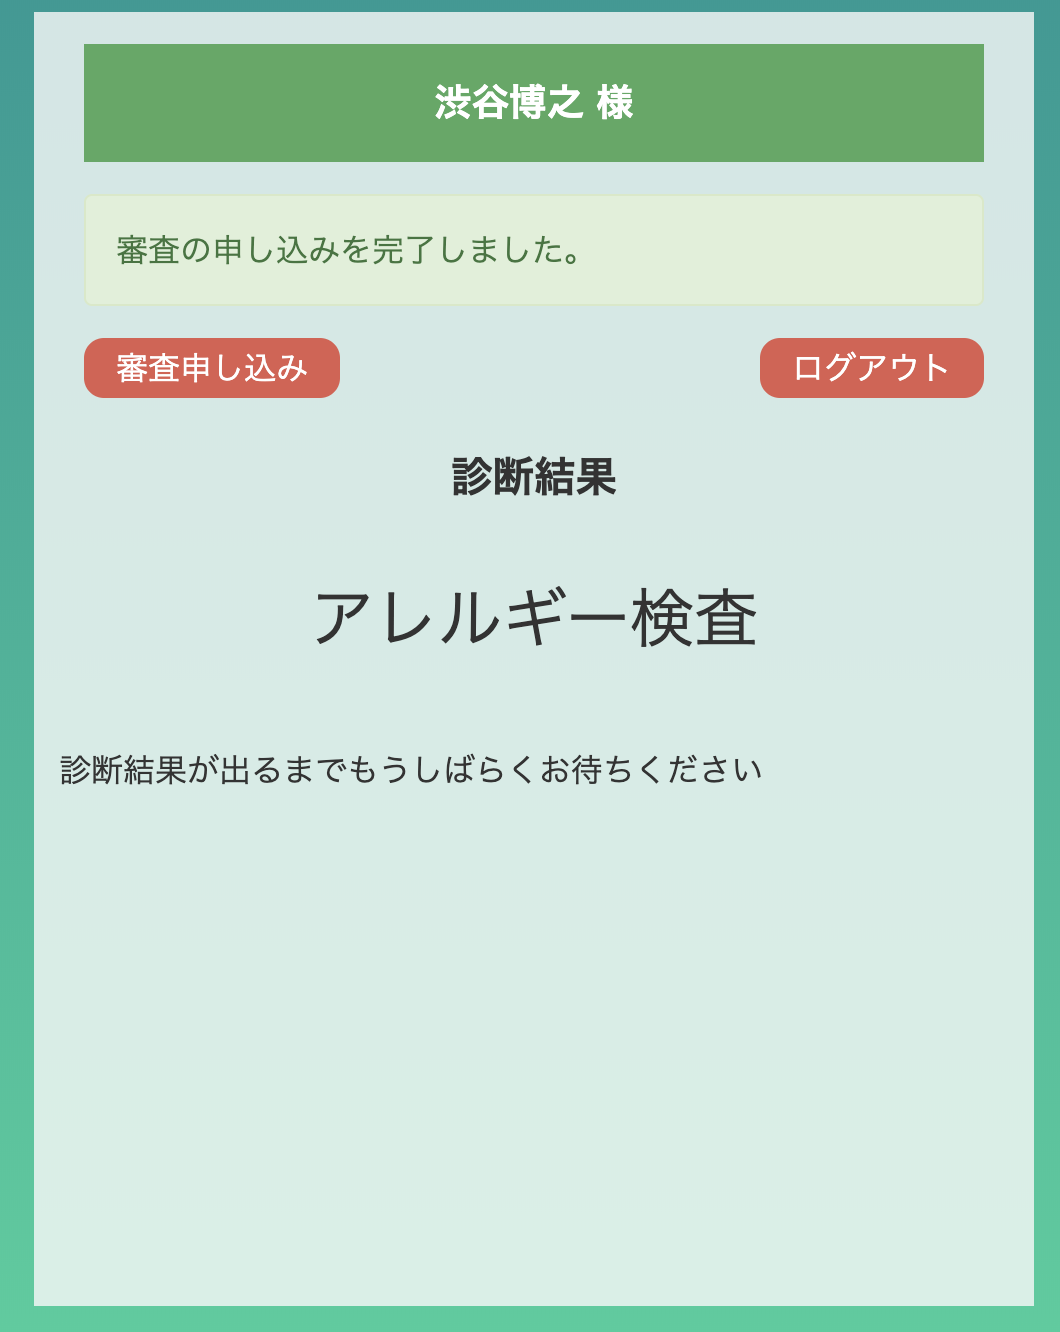 渋谷博之 様
審査の申し込みを完了しました。
審査申し込み
ログアウト
診断結果
アレルギー検査
診断結果が出るまでもうしばらくお待ちください